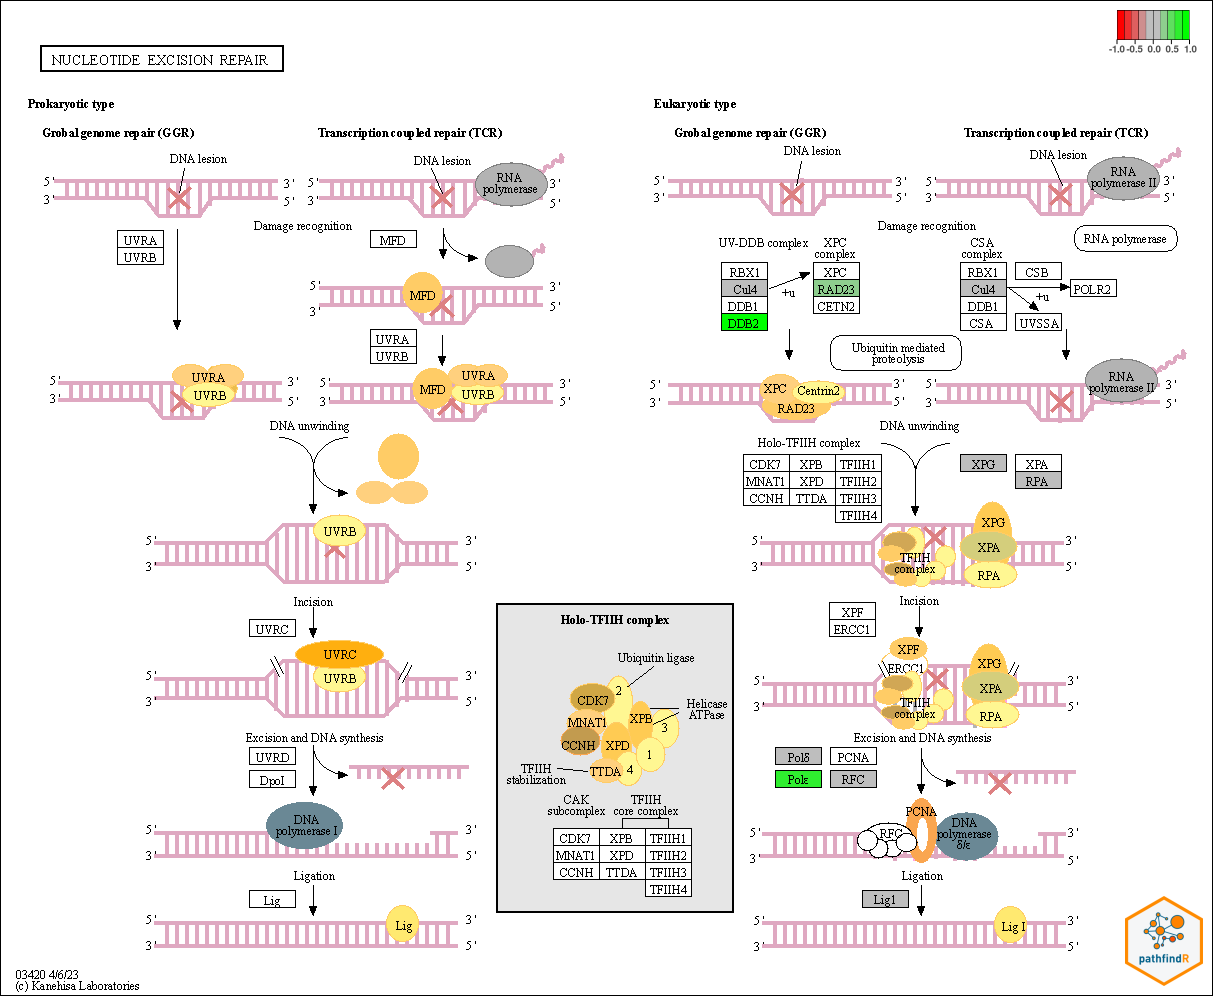 -1.0 -0.5 0.0 0.5 1.0
NUCLEOTIDE EXCISION REPAIR
Prokaryotic type
Grobal genome repair (GGR)
Transcription coupled repair (TCR)
DNA lesion
5'
3'
3'
5'
DNA lesion
RNA
polymerase
5'
3'
3'
5'
Damage recognition
UVRA
UVRB
MFD
5'
3'
MFD
3'
5'
UVRA
UVRB
5'
3'
UVRA
UVRB
3'
5'
5'
3'
MFD
UVRA
UVRB
3'
5'
DNA unwinding
5'
3'
UVRB
3'
5'
Incision
UVRC
UVRC
UVRB
5'
3'
3'
5'
Excision and DNA synthesis
UVRD
DpoI
DNA
polymerase I
5'
3'
3'
5'
Ligation
Lig
5'
3'
Lig
3'
5'
Eukaryotic type
Grobal genome repair (GGR)
Transcription coupled repair (TCR)
DNA lesion
5'
3'
3'
5'
DNA lesion
RNA
polymerase II
5'
3'
3'
5'
Damage recognition
RNA polymerase
UV-DDB complex
RBX1
Cul4
DDB1
DDB2
+u
XPC
complex
XPC
RAD23
CETN2
CSA
complex
RBX1
Cul4
DDB1
CSA
CSB
+u
POLR2
UVSSA
Ubiquitin mediated
proteolysis
5'
3'
XPC
Centrin2
RAD23
3'
5'
5'
3'
RNA
polymerase II
3'
5'
DNA unwinding
Holo-TFIIH complex
CDK7 XPB TFIIH1
MNAT1 XPD TFIIH2
CCNH TTDA TFIIH3
TFIIH4
XPG
XPA
RPA
5'
3'
TFIIH
complex
XPG
XPA
RPA
3'
5'
Incision
XPF
ERCC1
XPF
ERCC1
5'
3'
TFIIH
complex
XPG
XPA
RPA
3'
5'
Excision and DNA synthesis
Polδ PCNA
Polε RFC
PCNA
RFC
DNA
polymerase
δ/ε
5'
3'
3'
5'
Ligation
Lig1
5'
3'
Lig I
3'
5'
Holo-TFIIH complex
Ubiquitin ligase
CDK7
2
MNAT1
XPB
Helicase
ATPase
3
CCNH
XPD
1
TFIIH
stabilization
TTDA
4
CAK
subcomplex
TFIIH
core complex
CDK7 XPB TFIIH1
MNAT1 XPD TFIIH2
CCNH TTDA TFIIH3
TFIIH4
03420 4/6/23
(c) Kanehisa Laboratories
pathfindR